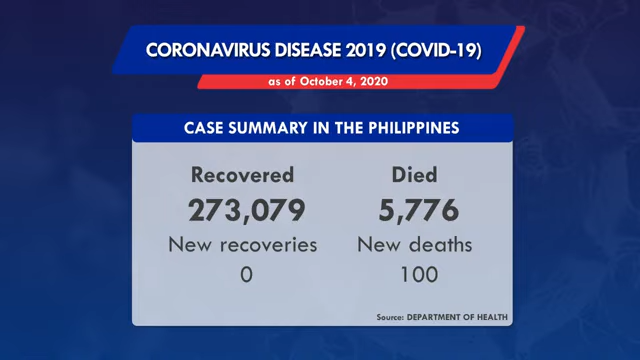 CORONAVIRUS DISEASE 2019 (COVID-19)
as of October 4, 2020
CASE SUMMARY IN THE PHILIPPINES
Recovered
273,079
New recoveries
0
Died
5,776
New deaths
100
Source: DEPARTMENT OF HEALTH